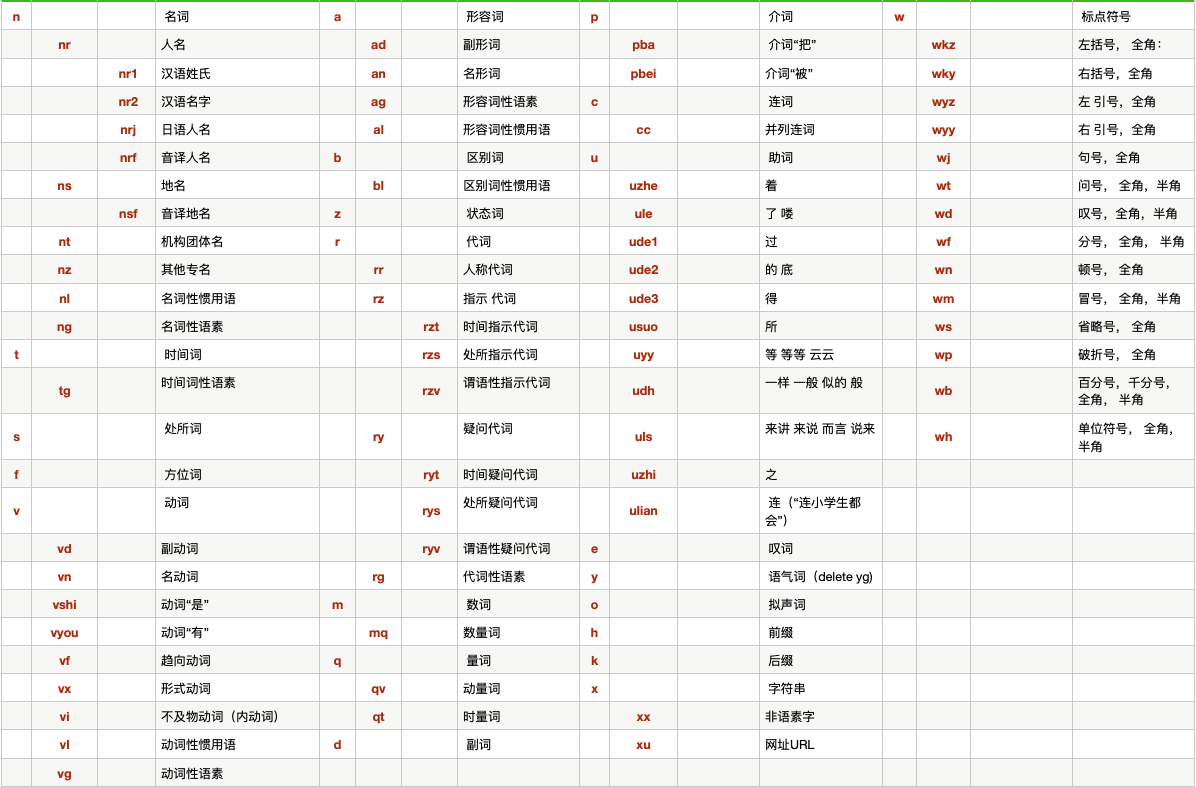 n 名词 a 形容词 p 介词 w 标点符号
nr 人名 ad 副形词 pba 介词“把” wkz 左括号， 全角：
nr1 汉语姓氏 an 名形词 pbei 介词“被” wky 右括号，全角
nr2 汉语名字 ag 形容词性语素 c 连词 wyz 左 引号，全角
nrj 日语人名 al 形容词性惯用语 cc 并列连词 wyy 右 引号，全角
nrf 音译人名 b 区别词 u 助词 wj 句号，全角
ns 地名 bl 区别词性惯用语 uzhe 着 wt 问号， 全角，半角
nsf 音译地名 z 状态词 ule 了 喽 wd 叹号，全角，半角
nt 机构团体名 r 代词 ude1 过 wf 分号， 全角， 半角
nz 其他专名 rr 人称代词 ude2 的 底 wn 顿号， 全角
nl 名词性惯用语 rz 指示 代词 ude3 得 wm 冒号， 全角，半角
ng 名词性语素 rzt 时间指示代词 usuo 所 ws 省略号， 全角
t 时间词 rzs 处所指示代词 uyy 等 等等 云云 wp 破折号， 全角
tg 时间词性语素 rzv 谓语性指示代词 udh 一样 一般 似的 般 wb 百分号，千分号，
全角， 半角
s 处所词 ry 疑问代词 uls 来讲 来说 而言 说来 wh 单位符号， 全角，
半角
f 方位词 ryt 时间疑问代词 uzhi 之
v 动词 rys 处所疑问代词 ulian 连（“连小学生都
会”）
vd 副动词 ryv 谓语性疑问代词 e 叹词
vn 名动词 rg 代词性语素 y 语气词（delete yg)
vshi 动词“是” m 数词 o 拟声词
vyou 动词“有” mq 数量词 h 前缀
vf 趋向动词 q 量词 k 后缀
vx 形式动词 qv 动量词 x 字符串
vi 不及物动词（内动词） qt 时量词 xx 非语素字
vl 动词性惯用语 d 副词 xu 网址URL
vg 动词性语素